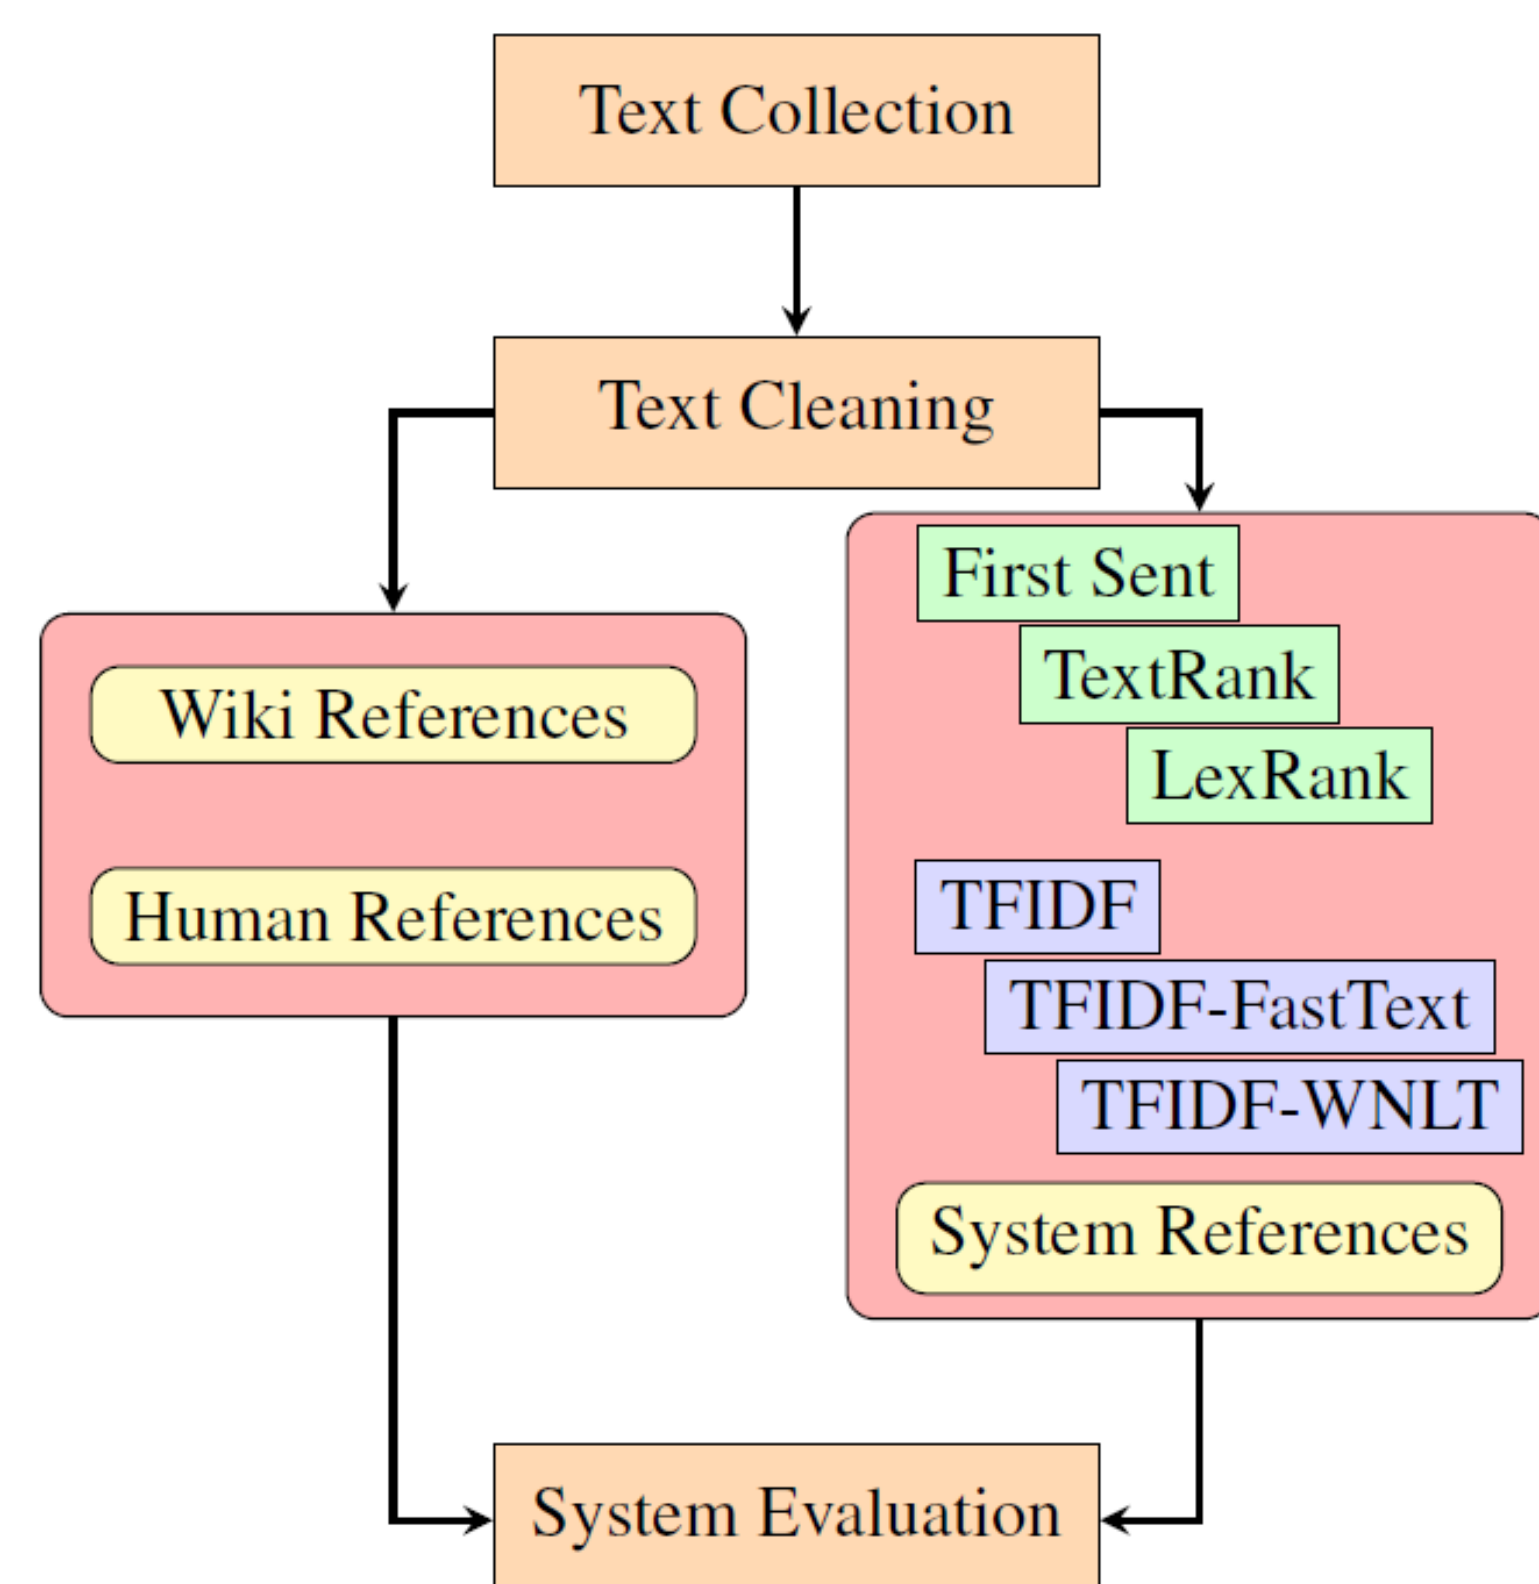 Text Collection
Text Cleaning
Wiki References
Human References
First Sent
TextRank
LexRank
TFIDF
TFIDF-FastText
TFIDF-WNLT
System References
System Evaluation